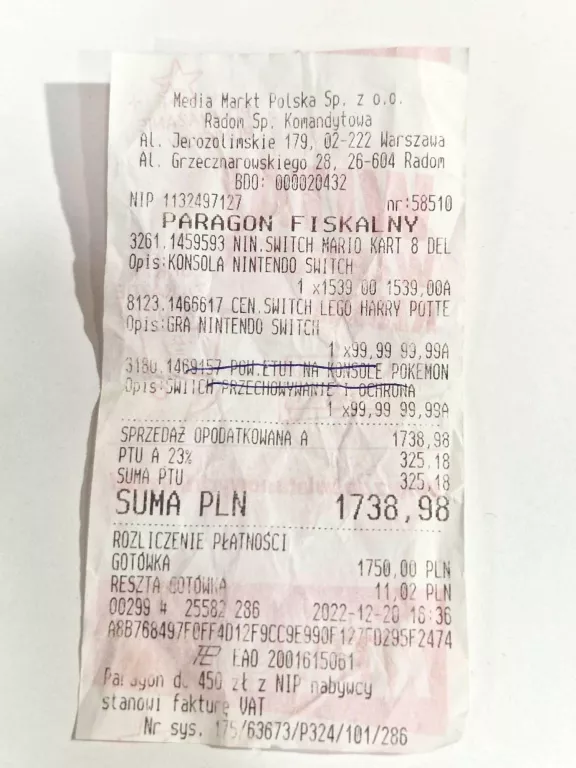 Media Markt Polska Sp. z o.o.
Radom Sp. Komandytowa
Al. Jerozolimskie 179, 02-222 Warszawa
Al. Grzecznarowskiego 28, 26-604 Radom
BDO: 000020432
NIP 1132497127 nr:58510
PARAGON FISKALNY
3261.1459593 NIN.SWITCH MARIO KART 8 DEL
Opis:KONSOLA NINTENDO SWITCH
1 x1539,00 1539,00A
8123.1466617 CEN.SWITCH LEGO HARRY POTTE
Opis:GRA NINTENDO SWITCH
1 x99,99 99,99A
3180.1469157 POW.ETUI NA KONSOLE POKEMON
Opis:SWITCH PRZECHOWYWANIE I OCHRONA
1 x99,99 99,99A
SPRZEDAŻ OPODATKOWANA A 1738,98
PTU A 23% 325,18
SUMA PTU 325,18
SUMA PLN 1738,98
ROZLICZENIE PŁATNOŚCI
GOTÓWKA 1750,00 PLN
RESZTA GOTÓWKA 11,02 PLN
00299 #4 25582 286 2022-12-20 16:36
A8B768497F0FF4D12F9CC9E990F127FD295F2474
EAO 2001615061
Paragon do 450 zł z NIP nabywcy
stanowi fakturę VAT
Nr sys. 175/63673/P324/101/286